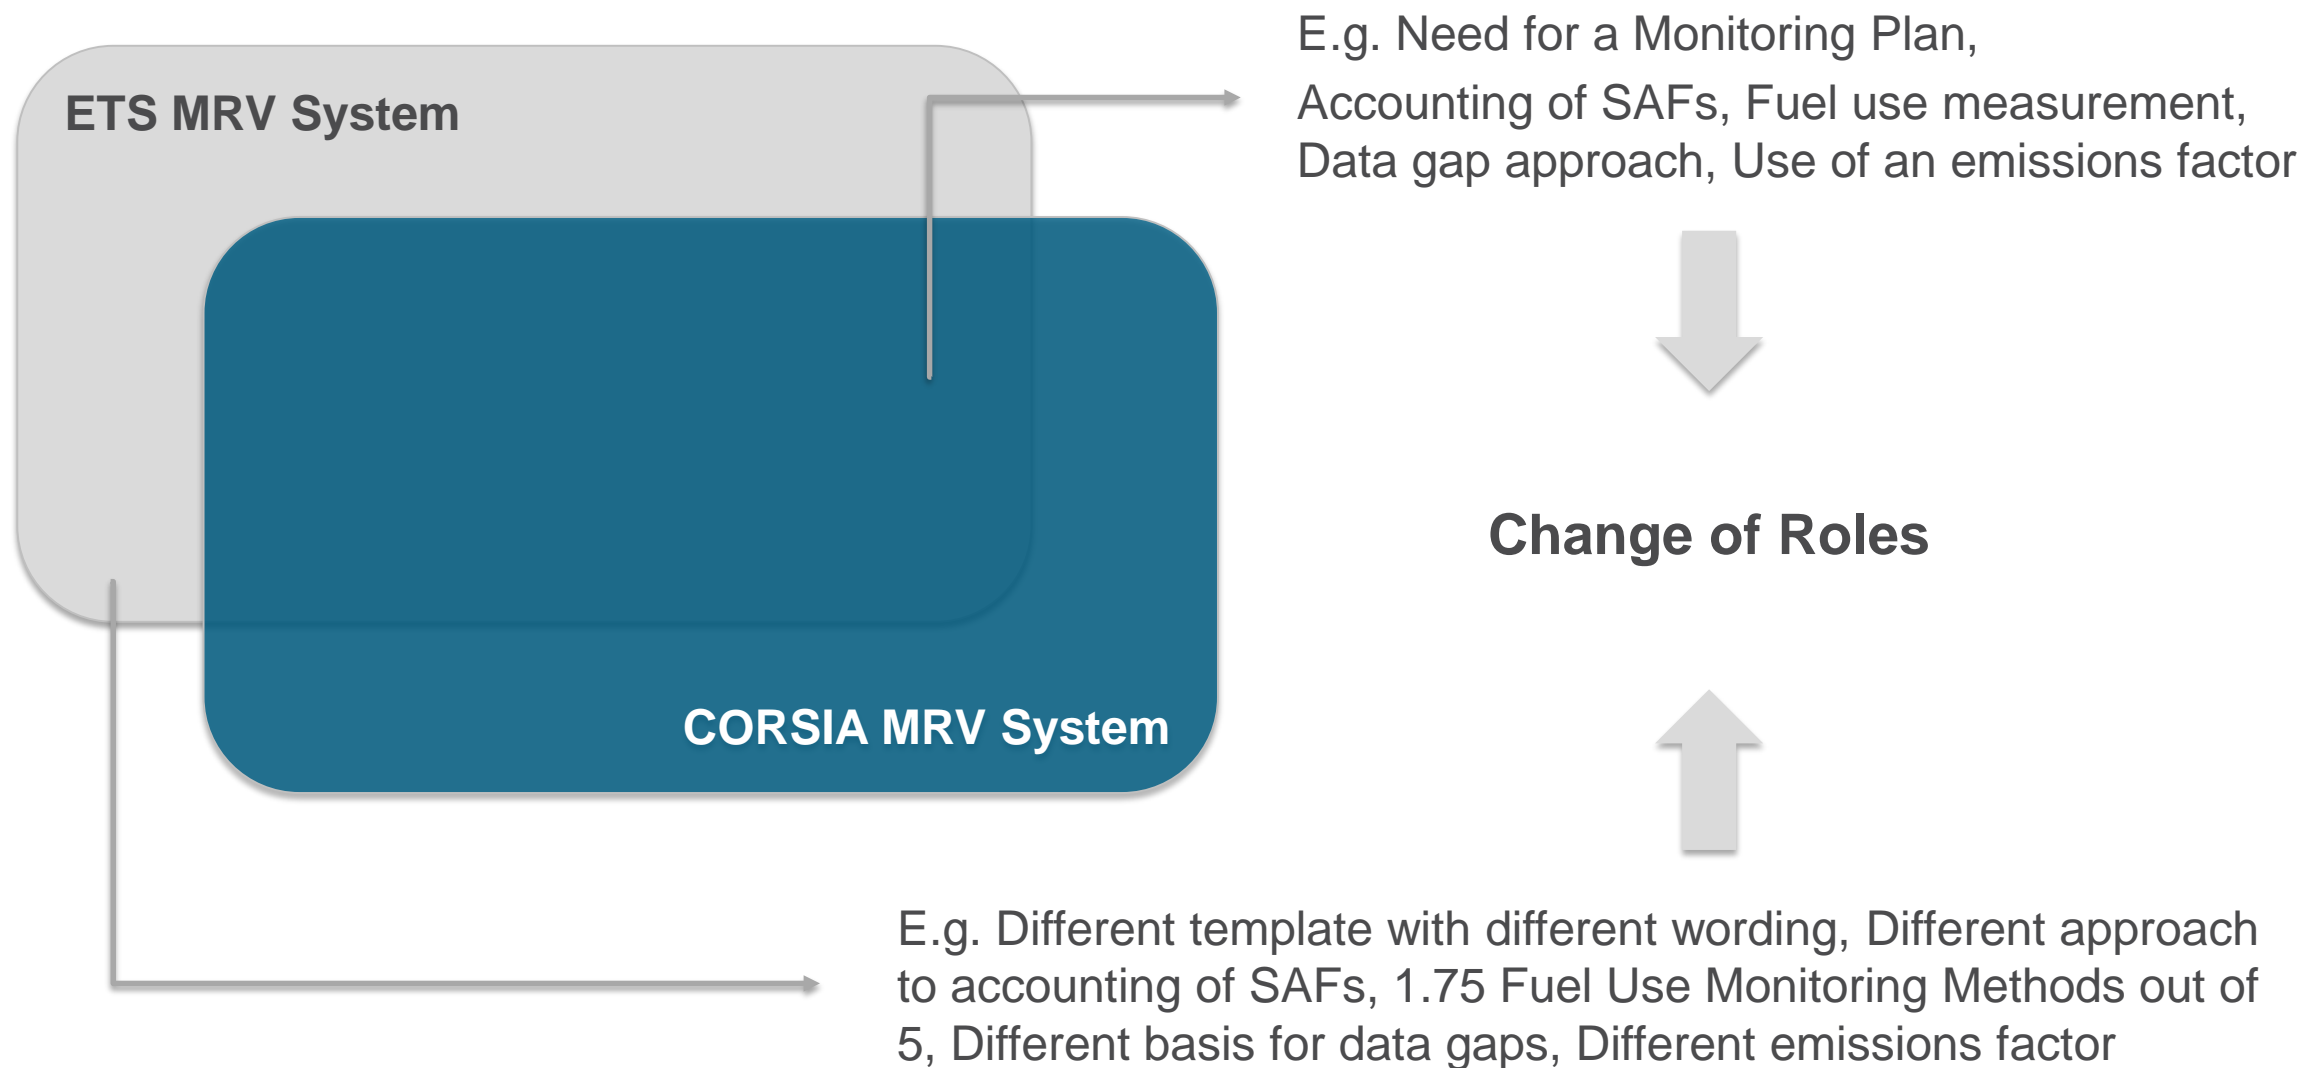 E.g. Need for a Monitoring Plan,
Accounting of SAFs, Fuel use measurement,
Data gap approach, Use of an emissions factor
ETS MRV System
Change of Roles
CORSIA MRV System
E.g. Different template with different wording, Different approach
to accounting of SAFs, 1.75 Fuel Use Monitoring Methods out of
5, Different basis for data gaps, Different emissions factor